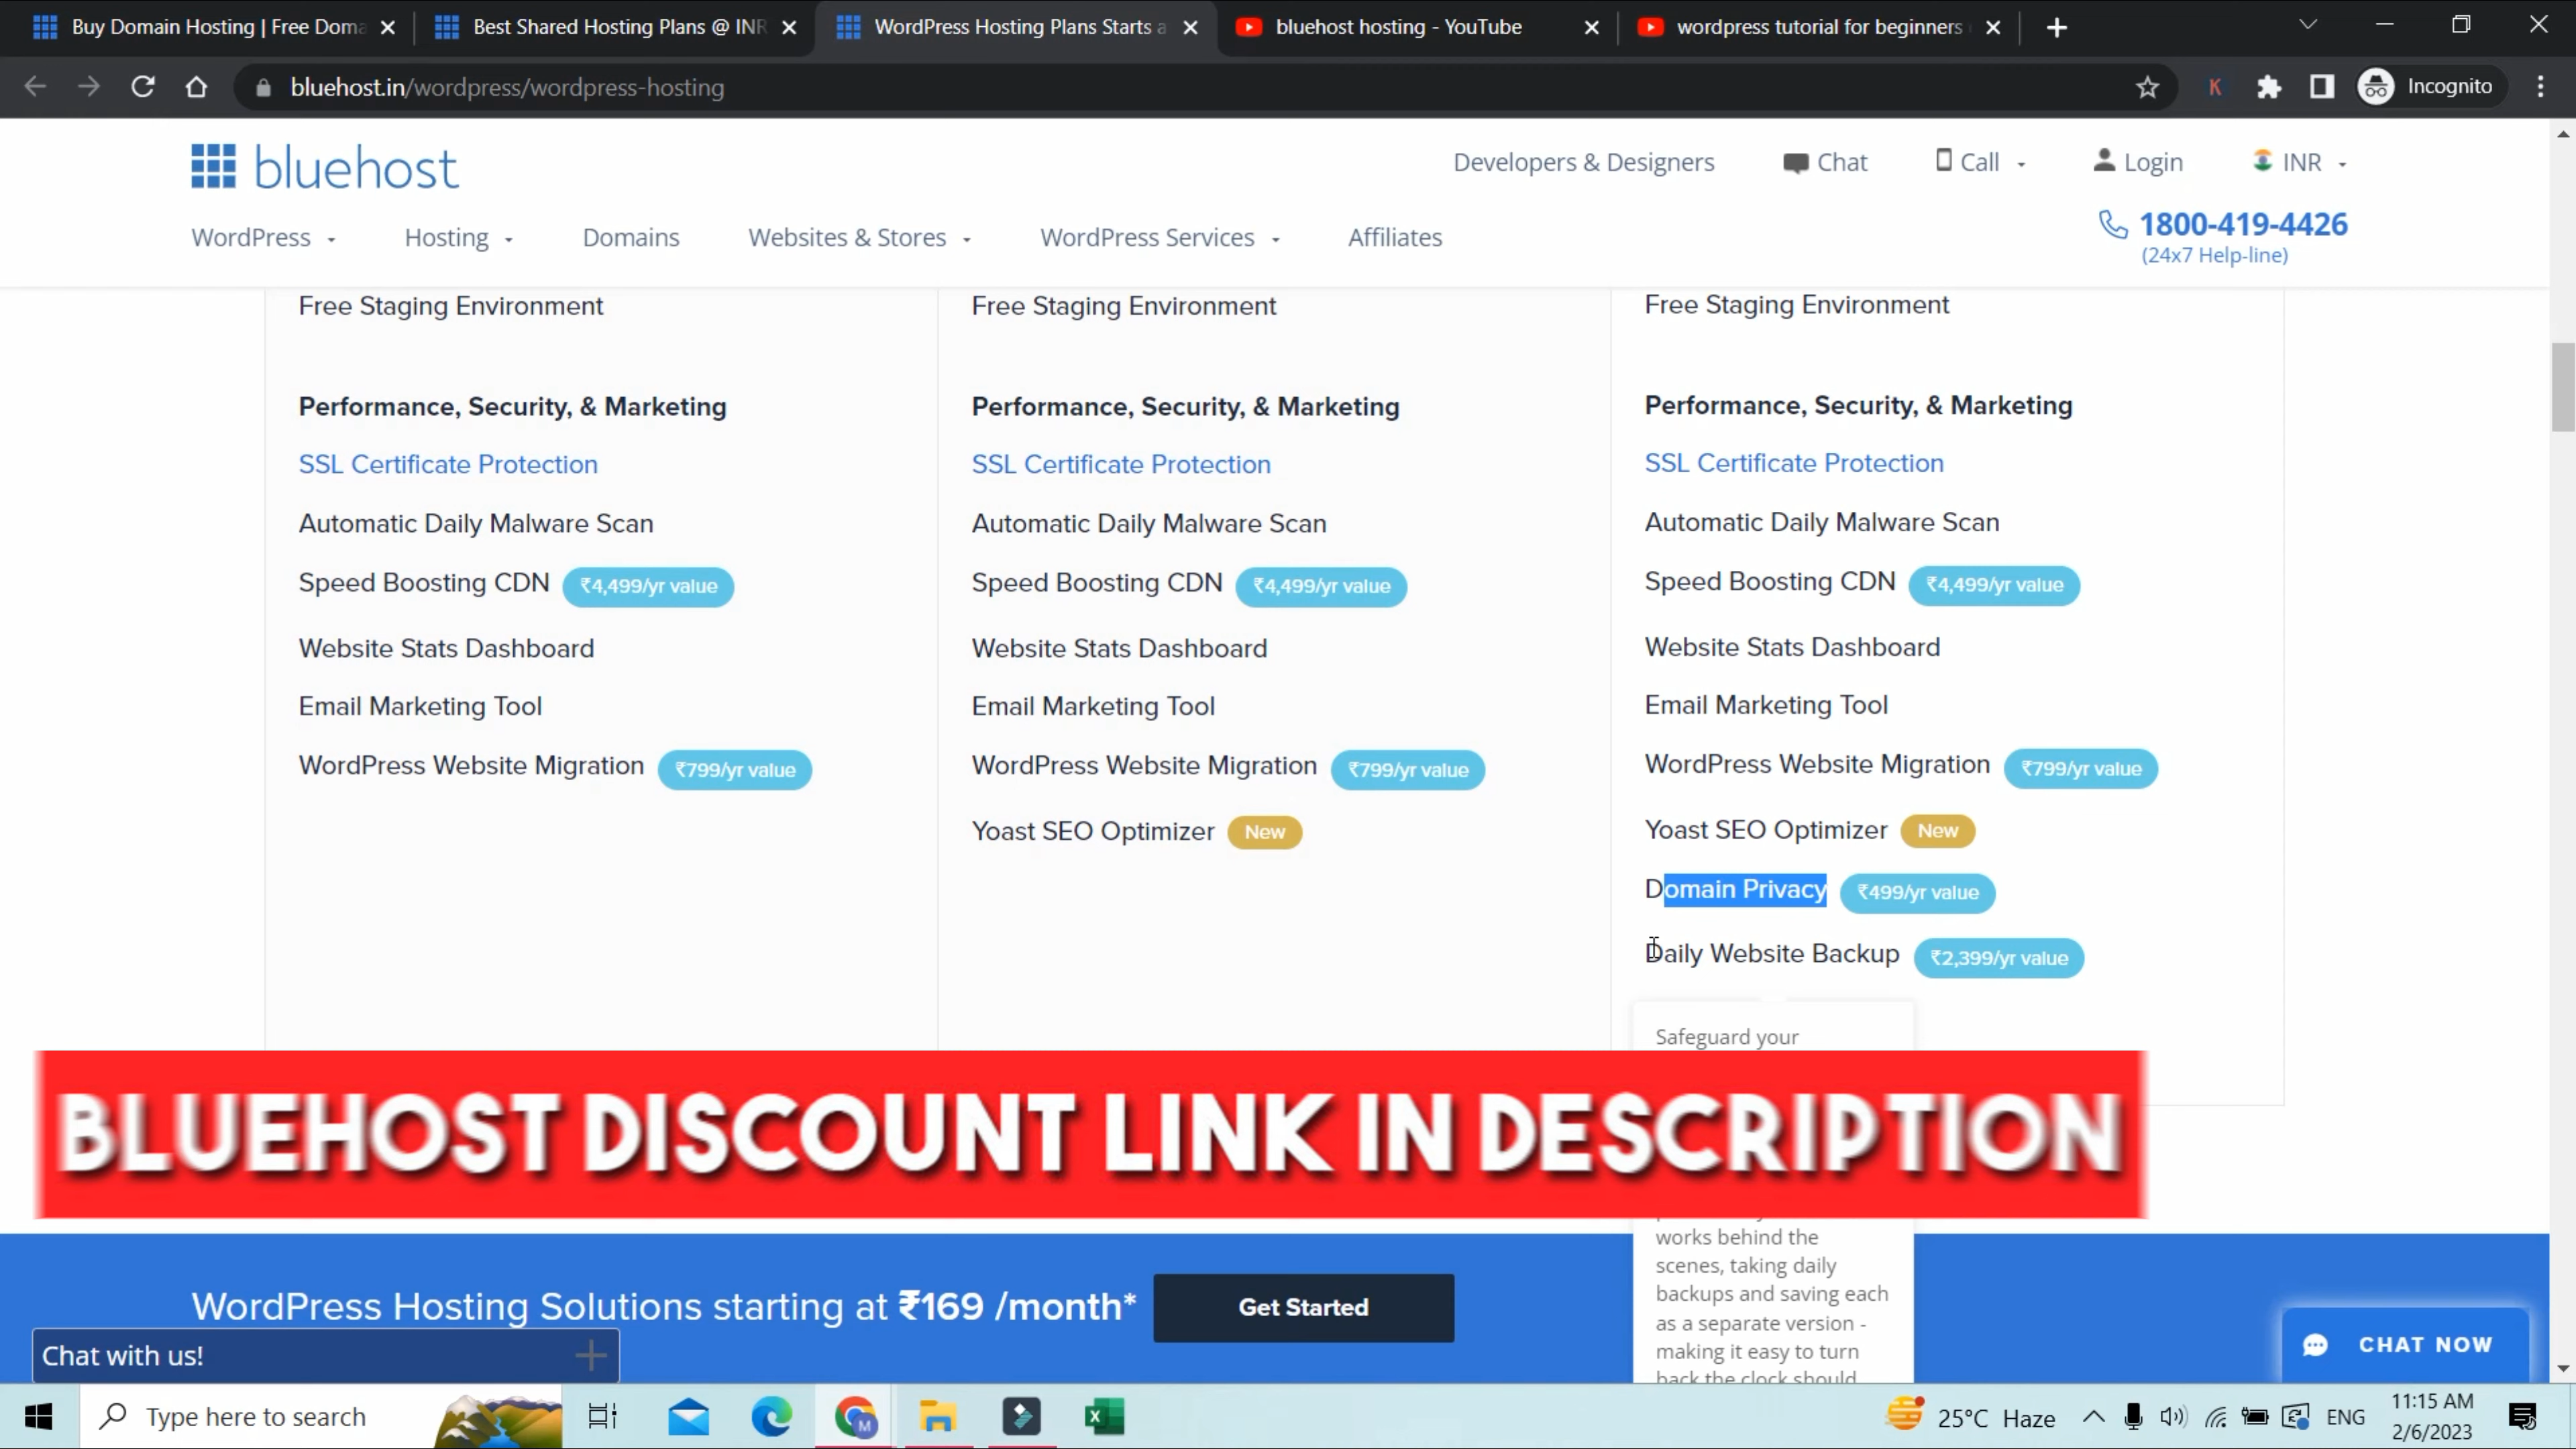 Buy Domain Hosting | Free Doma
Best Shared Hosting Plans @ INR
WordPress Hosting Plans Starts a
bluehost hosting - YouTube
wordpress tutorial for beginners
bluehost.in/wordpress/wordpress-hosting
K
Incognito
bluehost
Developers & Designers
Chat
Call
Login
INR
WordPress
Hosting
Domains
Websites & Stores
WordPress Services
Affiliates
1800-419-4426
(24x7 Help-line)
Free Staging Environment
Performance, Security, & Marketing
SSL Certificate Protection
Automatic Daily Malware Scan
Speed Boosting CDN ₹4,499/yr value
Website Stats Dashboard
Email Marketing Tool
WordPress Website Migration ₹799/yr value
Free Staging Environment
Performance, Security, & Marketing
SSL Certificate Protection
Automatic Daily Malware Scan
Speed Boosting CDN ₹4,499/yr value
Website Stats Dashboard
Email Marketing Tool
WordPress Website Migration ₹799/yr value
Yoast SEO Optimizer New
Free Staging Environment
Performance, Security, & Marketing
SSL Certificate Protection
Automatic Daily Malware Scan
Speed Boosting CDN ₹4,499/yr value
Website Stats Dashboard
Email Marketing Tool
WordPress Website Migration ₹799/yr value
Yoast SEO Optimizer New
Domain Privacy ₹499/yr value
Daily Website Backup ₹2,399/yr value
Safeguard your
BLUEHOST DISCOUNT LINK IN DESCRIPTION
works behind the
scenes, taking daily
backups and saving each
as a separate version -
making it easy to turn
back the clock should
WordPress Hosting Solutions starting at ₹169 /month*
Get Started
Chat with us!
CHAT NOW
Type here to search
M
25°C Haze
ENG
11:15 AM
2/6/2023